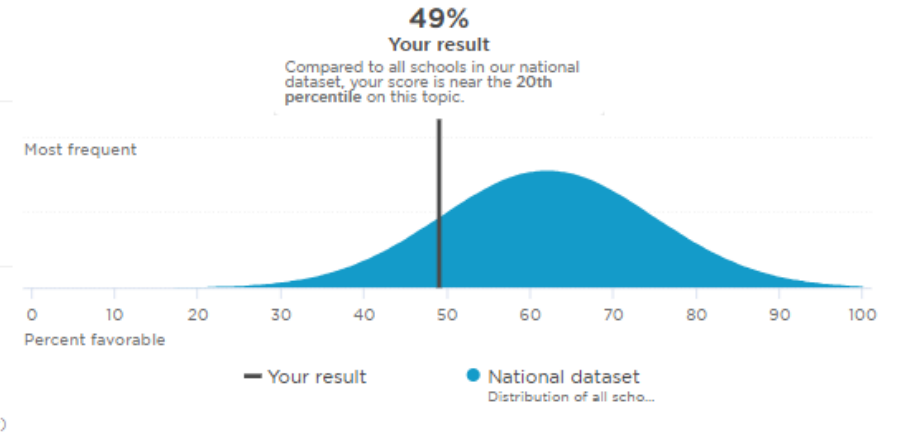 49%
Your result
Compared to all schools in our national
dataset, your score is near the 20th
percentile on this topic.
Most frequent
0 10 20 30 40 50 60 70 80 90 100
Percent favorable
Your result
National dataset
Distribution of all scho...
)